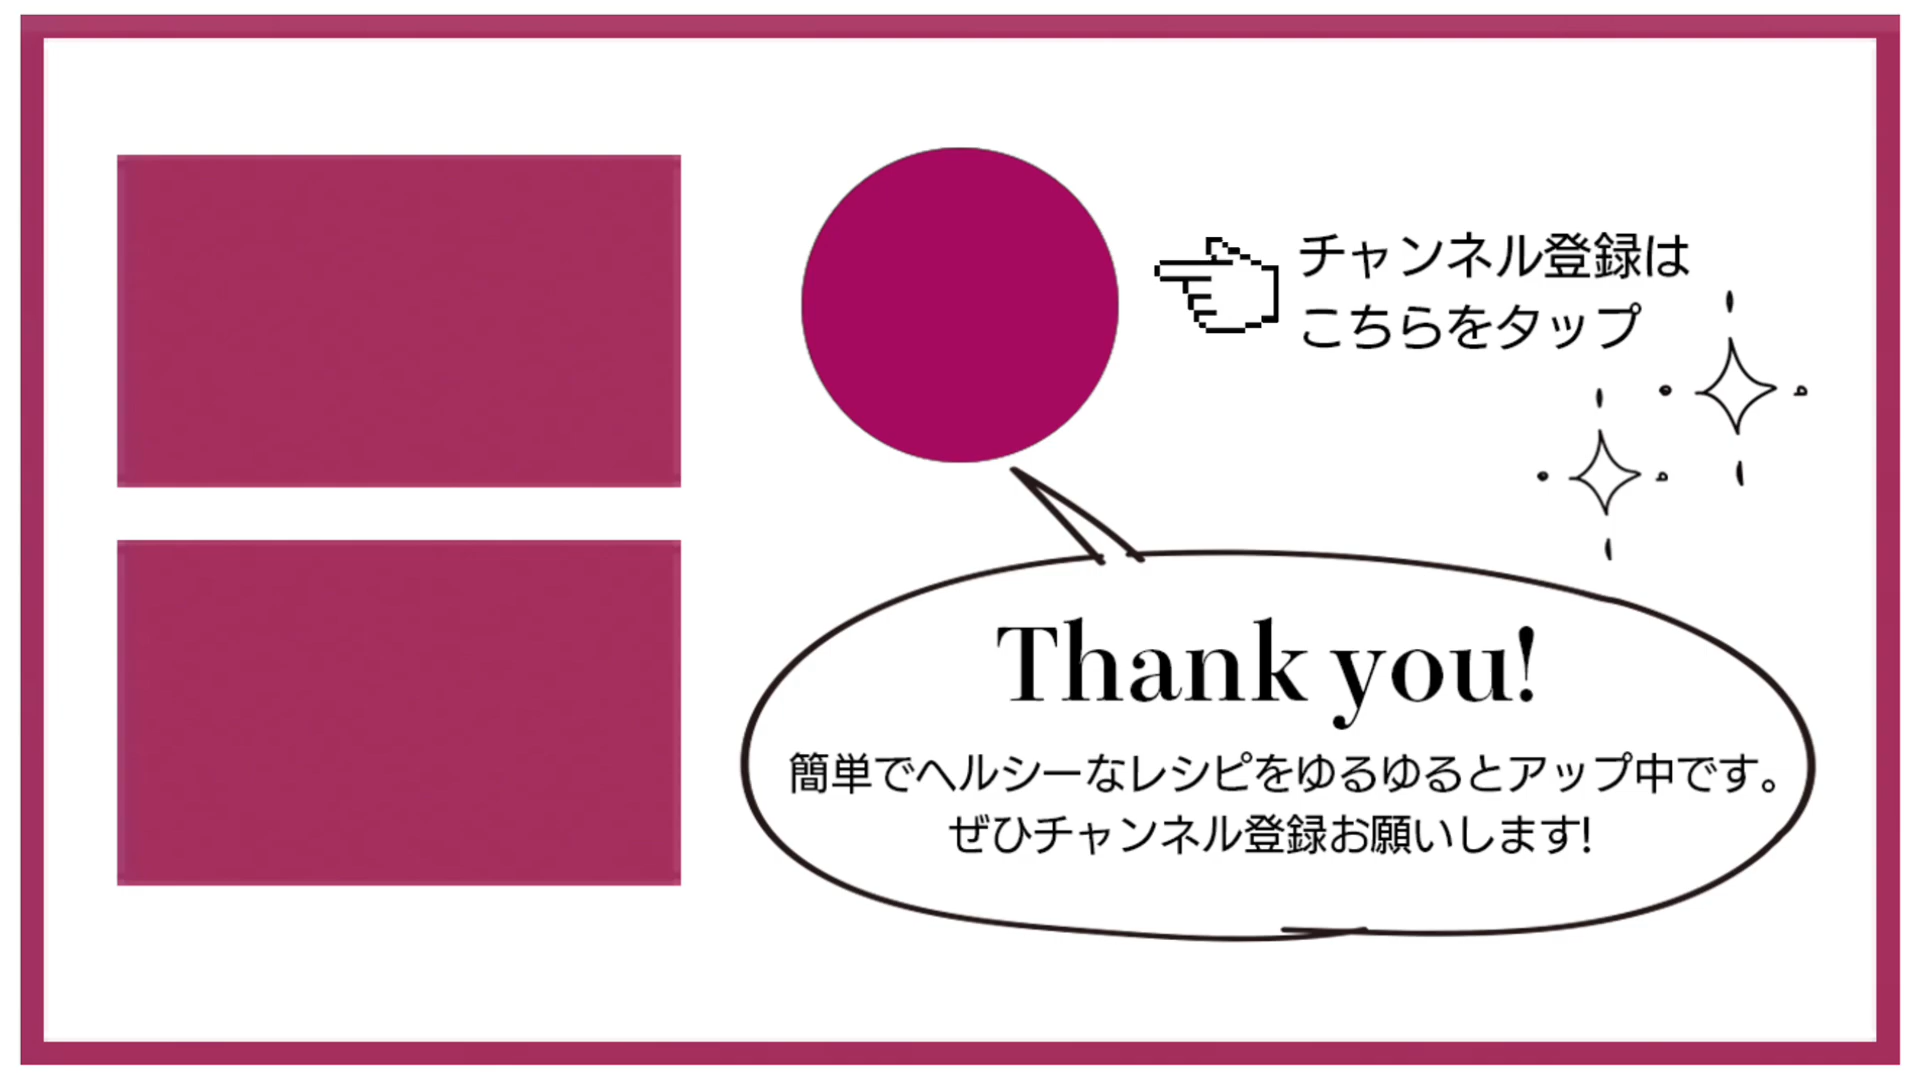 チャンネル登録は
こちらをタップ
Thank you!
簡単でヘルシーなレシピをゆるゆるとアップ中です。
ぜひチャンネル登録お願いします!